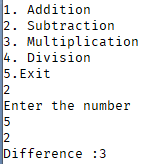 1. Addition
2. Subtraction
3. Multiplication
4. Division
5.Exit
2
Enter the number
5
2
Difference :3